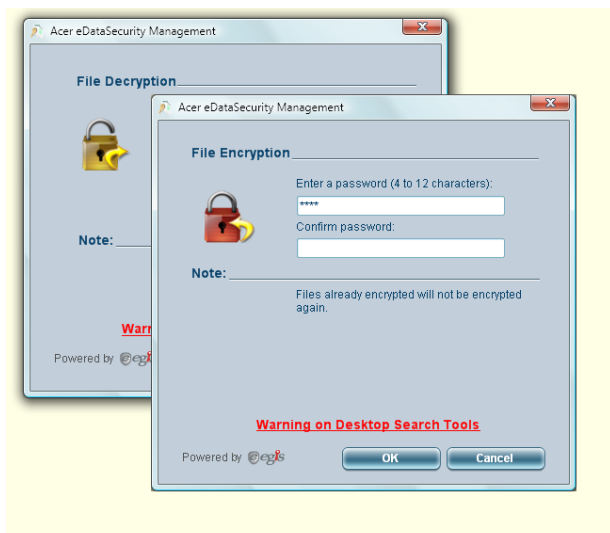 Acer eDataSecurity Management
File Decryption
Note:
Powered by egis
Acer eDataSecurity Management
File Encryption
Enter a password (4 to 12 characters):
****
Confirm password:
Note:
Files already encrypted will not be encrypted
again.
Warning on Desktop Search Tools
Powered by egis
OK
Cancel